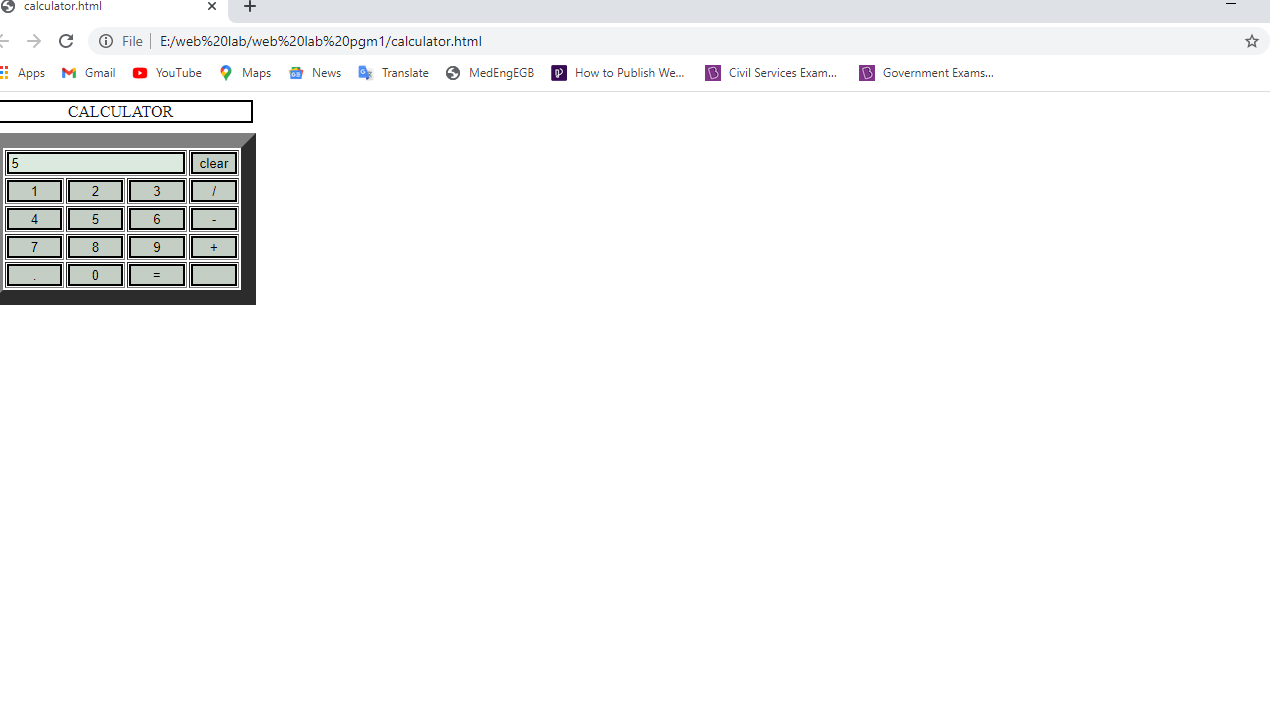 calculator.html
File E:/web%20lab/web%20lab%20pgm1/calculator.html
Apps Gmail YouTube Maps News Translate MedEngEGB How to Publish We... Civil Services Exam... Government Exams...
CALCULATOR
5 clear
1 2 3 /
4 5 6 -
7 8 9 +
. 0 =